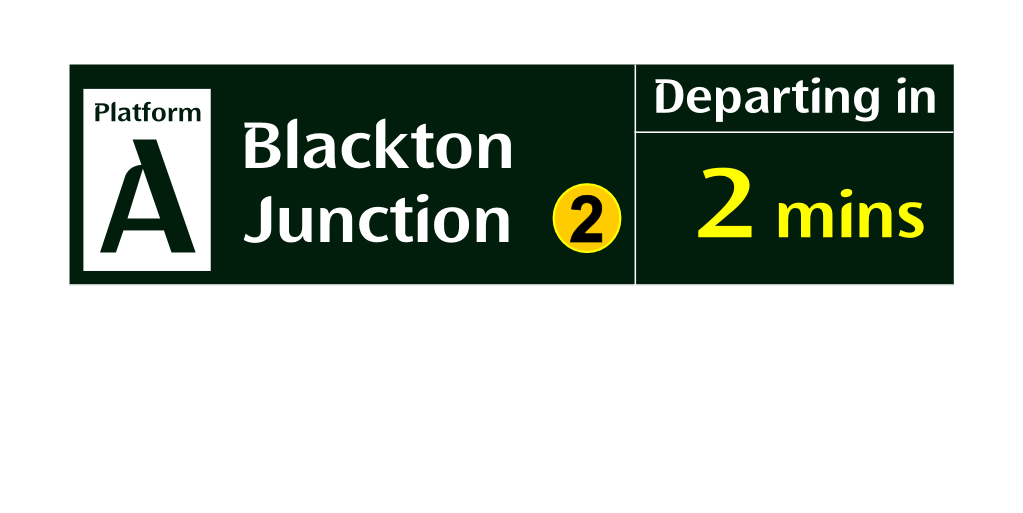 Platform
A
Blackton
Junction
2
Departing in
2 mins